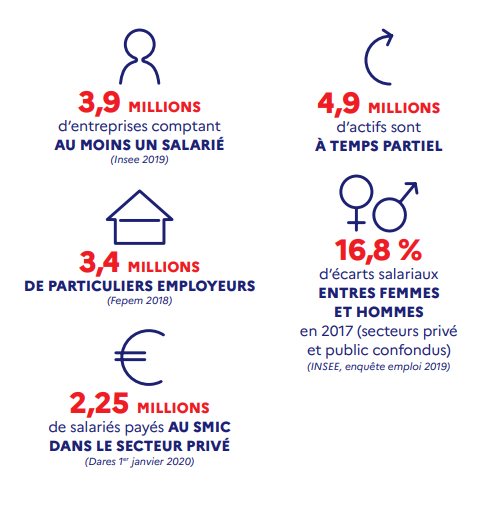 3,9 MILLIONS
d'entreprises comptant
AU MOINS UN SALARIÉ
(Insee 2019)
3,4 MILLIONS
DE PARTICULIERS EMPLOYEURS
(Fepem 2018)
2,25 MILLIONS
de salariés payés AU SMIC
DANS LE SECTEUR PRIVÉ
(Dares 1er janvier 2020)
4,9 MILLIONS
d'actifs sont
À TEMPS PARTIEL
16,8 %
d'écarts salariaux
ENTRES FEMMES
ET HOMMES
en 2017 (secteurs privé
et public confondus)
(INSEE, enquête emploi 2019)